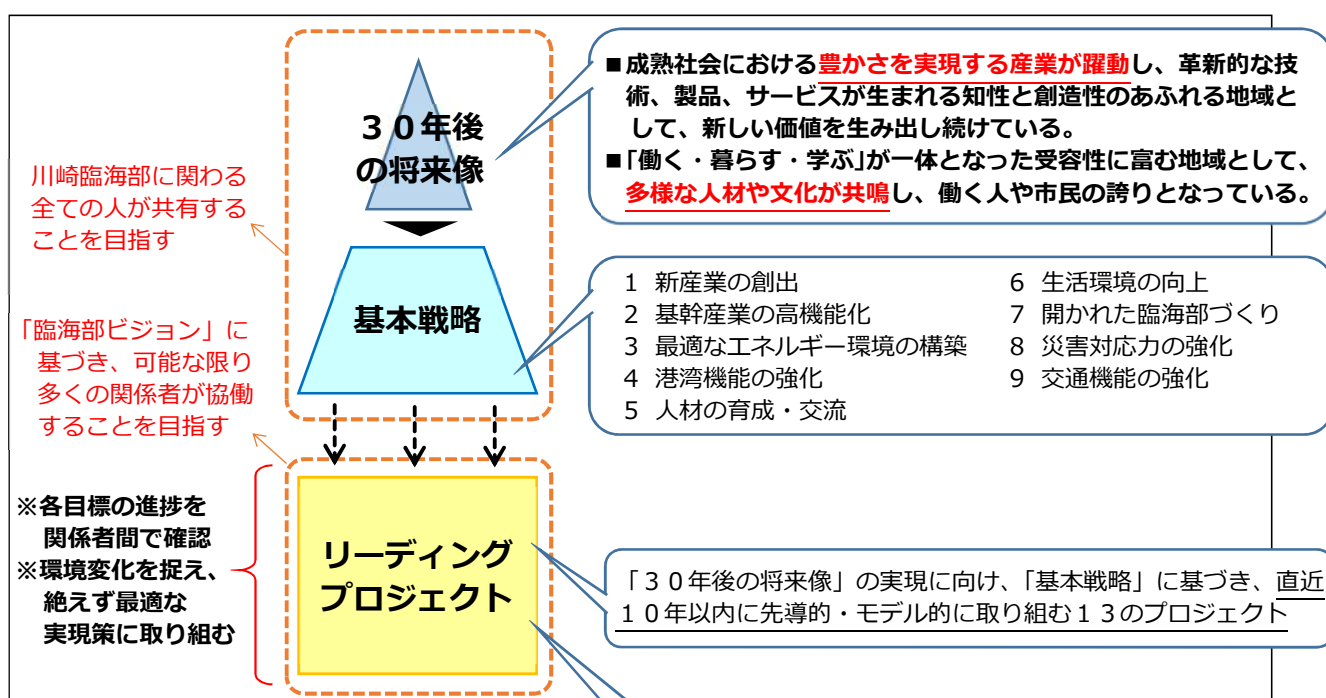 ■成熟社会における豊かさを実現する産業が躍動し、革新的な技
術、製品、サービスが生まれる知性と創造性のあふれる地域と
して、新しい価値を生み出し続けている。
■「働く・暮らす・学ぶ」が一体となった受容性に富む地域として、
多様な人材や文化が共鳴し、働く人や市民の誇りとなっている。
３０年後
の将来像
川崎臨海部に関わる
全ての人が共有する
ことを目指す
基本戦略
1 新産業の創出
2 基幹産業の高機能化
3 最適なエネルギー環境の構築
4 港湾機能の強化
5 人材の育成・交流
6 生活環境の向上
7 開かれた臨海部づくり
8 災害対応力の強化
9 交通機能の強化
「臨海部ビジョン」に
基づき、可能な限り
多くの関係者が協働
することを目指す
※各目標の進捗を
関係者間で確認
※環境変化を捉え、
絶えず最適な
実現策に取り組む
リーディング
プロジェクト
「３０年後の将来像」の実現に向け、「基本戦略」に基づき、直近
１０年以内に先導的・モデル的に取り組む１３のプロジェクト